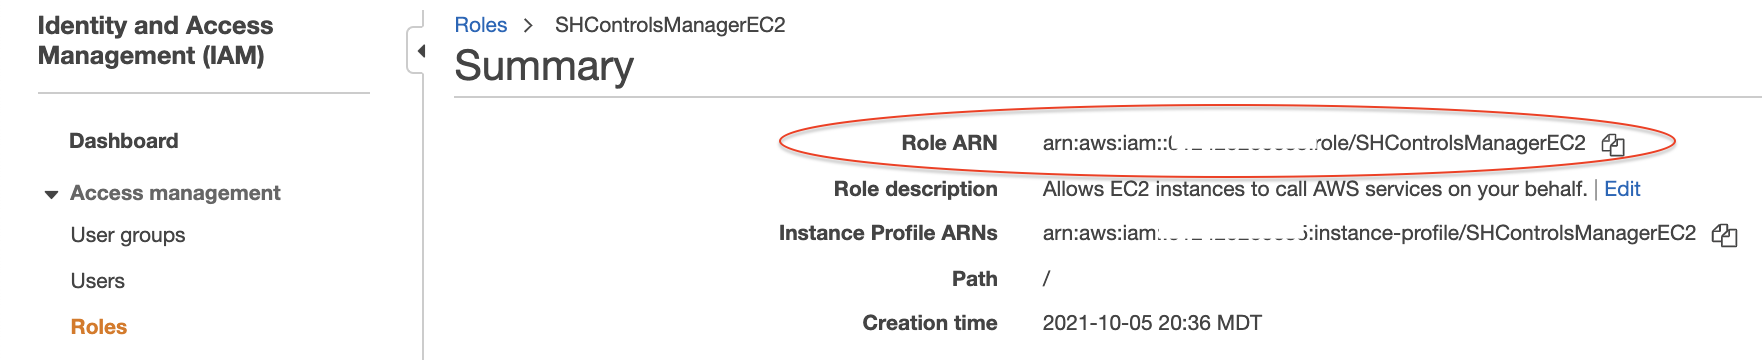 Identity and Access
Management (IAM)
Dashboard
Access management
User groups
Users
Roles
Roles > SHControlsManagerEC2
Summary
Role ARN arn:aws:iam:: role/SHControlsManagerEC2
Role description Allows EC2 instances to call AWS services on your behalf. | Edit
Instance Profile ARNs arn:aws:iam: :instance-profile/SHControlsManagerEC2
Path /
Creation time 2021-10-05 20:36 MDT